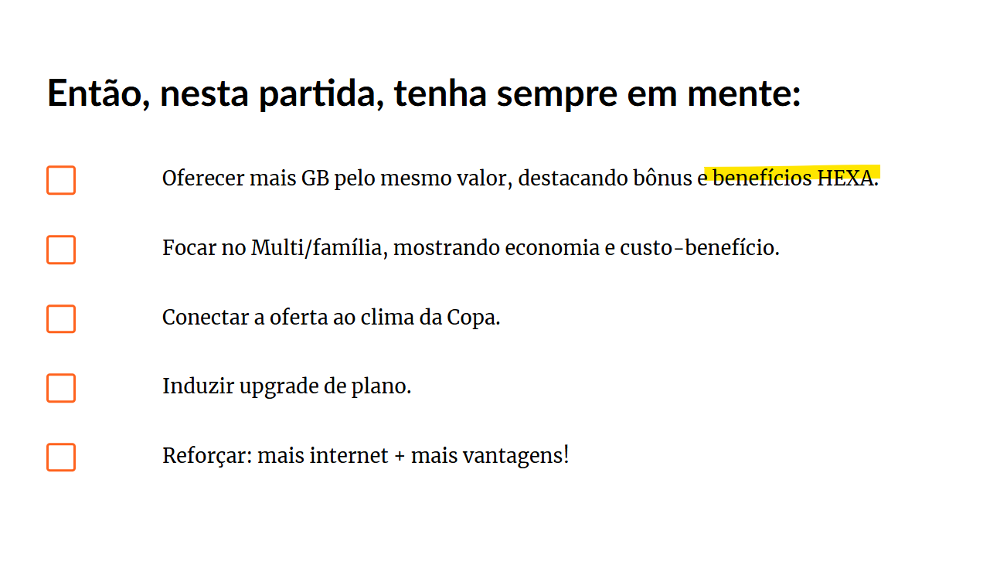 Então, nesta partida, tenha sempre em mente:
Oferecer mais GB pelo mesmo valor, destacando bônus e benefícios HEXA.
Focar no Multi/família, mostrando economia e custo-benefício.
Conectar a oferta ao clima da Copa.
Induzir upgrade de plano.
Reforçar: mais internet + mais vantagens!